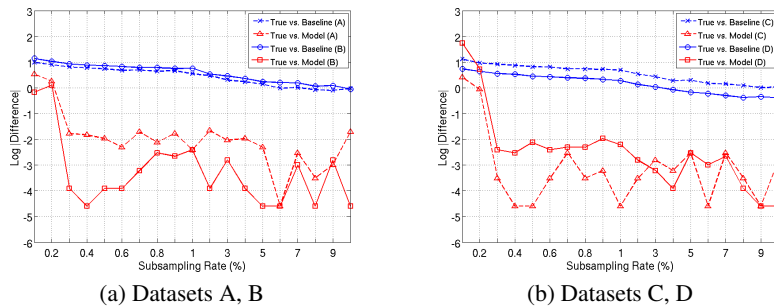 True vs. Baseline (A)
True vs. Model (A)
True vs. Baseline (B)
True vs. Model (B)
3
2
1
0
-1
-2
-3
-4
-5
-6
Log |Difference|
0.2 0.4 0.6 0.8 1 3 5 7 9
Subsampling Rate (%)
(a) Datasets A, B
True vs. Baseline (C)
True vs. Model (C)
True vs. Baseline (D)
True vs. Model (D)
3
2
1
0
-1
-2
-3
-4
-5
-6
Log |Difference|
0.2 0.4 0.6 0.8 1 3 5 7 9
Subsampling Rate (%)
(b) Datasets C, D